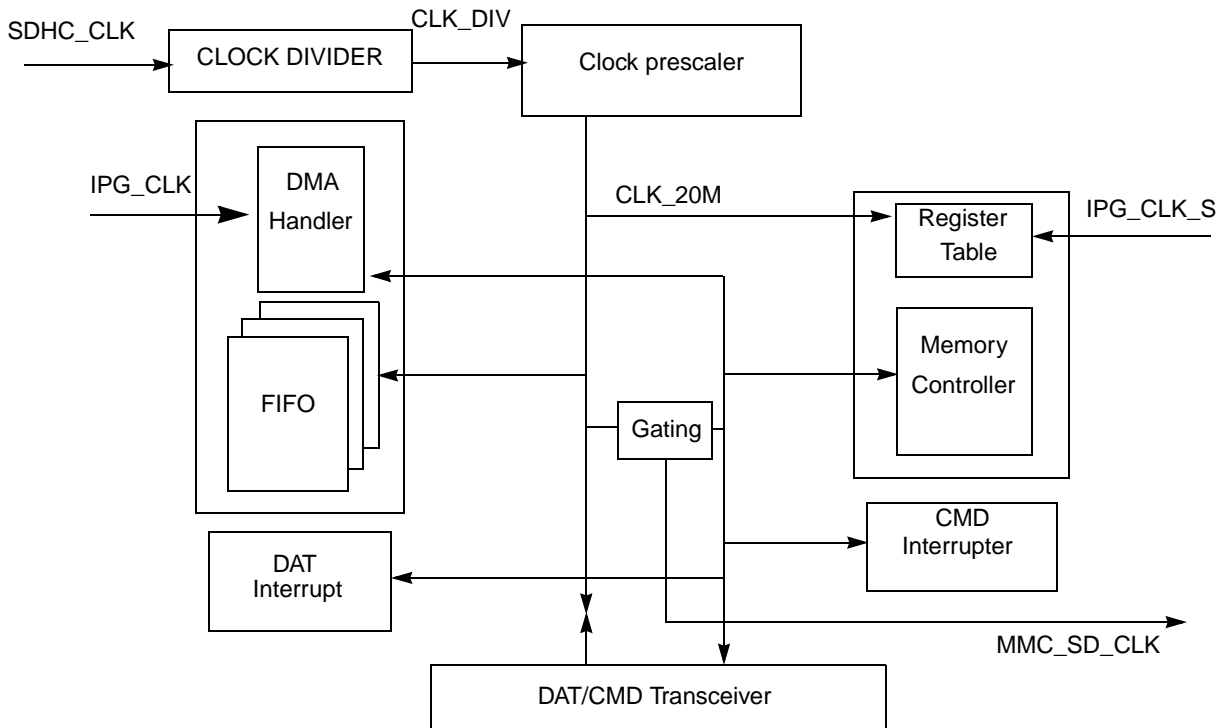 CLK_DIV
SDHC_CLK
CLOCK DIVIDER
Clock prescaler
IPG_CLK
DMA
Handler
CLK_20M
IPG_CLK_S
Register
Table
FIFO
Gating
Memory
Controller
DAT
Interrupt
CMD
Interrupter
MMC_SD_CLK
DAT/CMD Transceiver